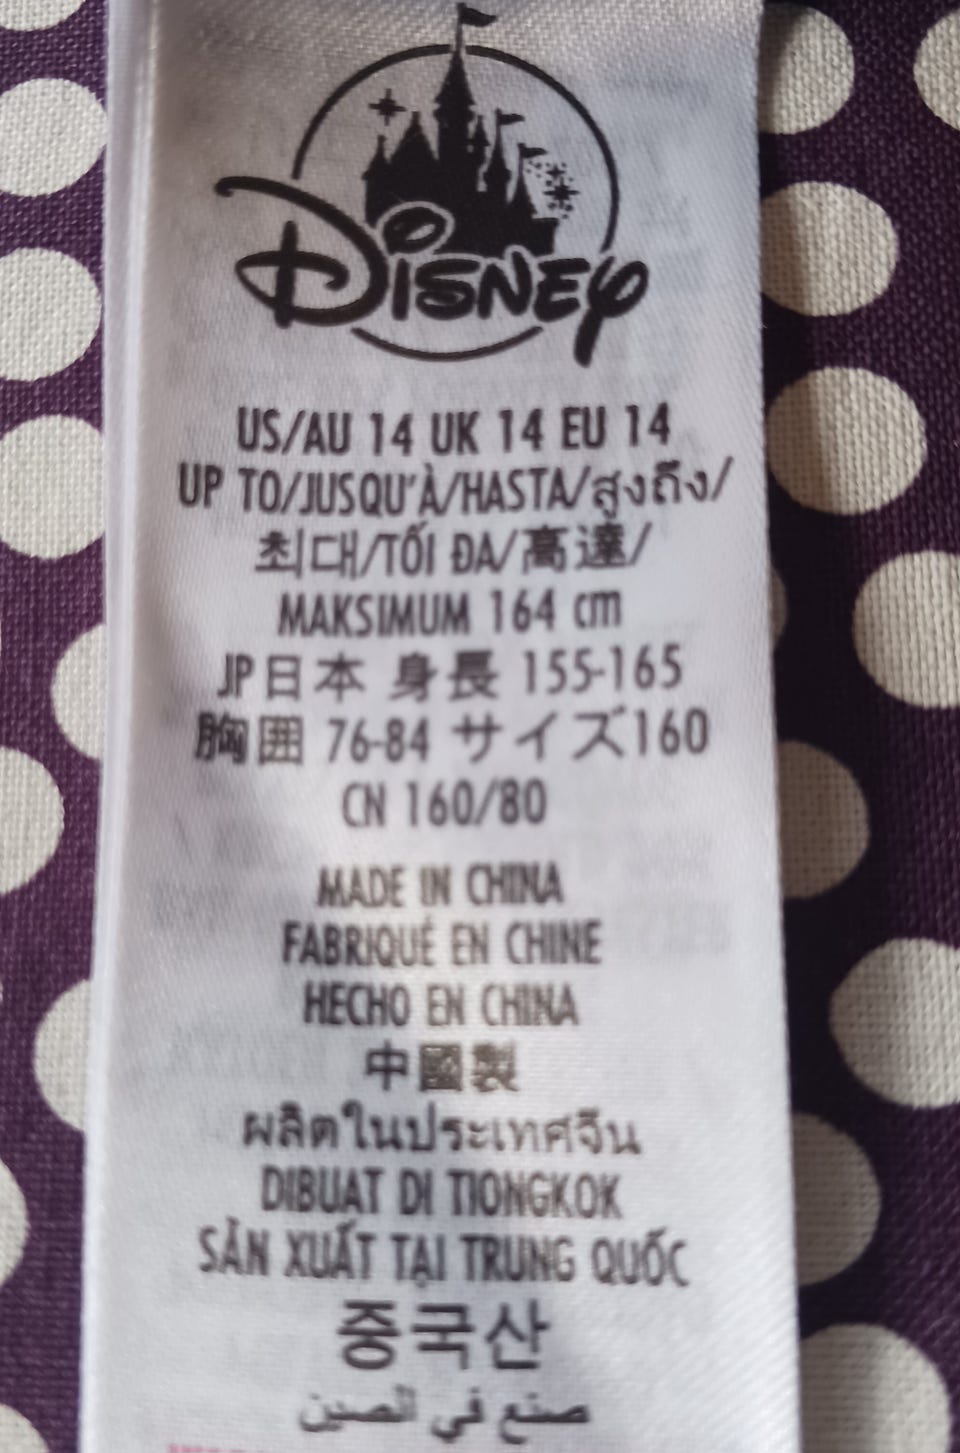 Disney
US/AU 14 UK 14 EU 14
UP TO/JUSQU'À/HASTA/สูงถึง/
최대/TỐI ĐA/高達/
MAKSIMUM 164 cm
JP日本 身長 155-165
胸囲 76-84 サイズ160
CN 160/80
MADE IN CHINA
FABRIQUÉ EN CHINE
HECHO EN CHINA
中國製
ผลิตในประเทศจีน
DIBUAT DI TIONGKOK
SẢN XUẤT TẠI TRUNG QUỐC
중국산
صنع في الصين